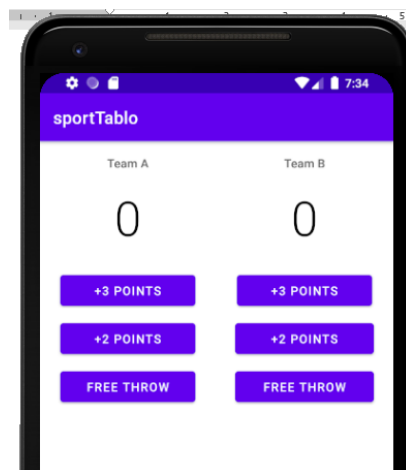 7:34
sportTablo
Team A Team B
0 0
+3 POINTS +3 POINTS
+2 POINTS +2 POINTS
FREE THROW FREE THROW